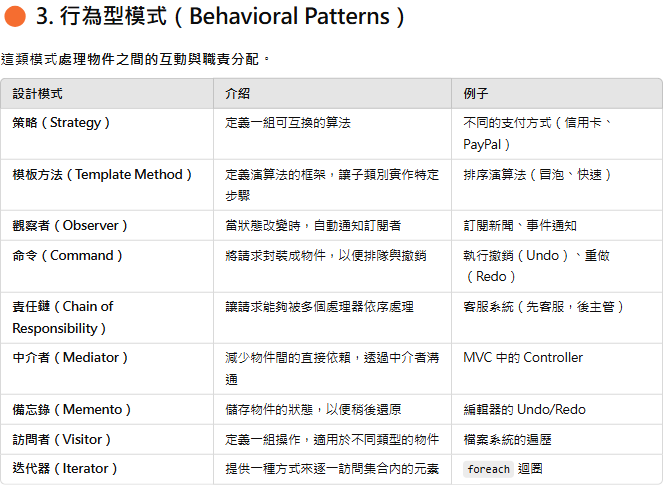 3. 行為型模式（Behavioral Patterns）
這類模式處理物件之間的互動與職責分配。
設計模式 介紹 例子
策略（Strategy） 定義一組可互換的算法 不同的支付方式（信用卡、
PayPal）
模板方法（Template Method） 定義演算法的框架，讓子類別實作特定
步驟 排序演算法（冒泡、快速）
觀察者（Observer） 當狀態改變時，自動通知訂閱者 訂閱新聞、事件通知
命令（Command） 將請求封裝成物件，以便排隊與撤銷 執行撤銷（Undo）、重做
（Redo）
責任鏈（Chain of
Responsibility） 讓請求能夠被多個處理器依序處理 客服系統（先客服，後主管）
中介者（Mediator） 減少物件間的直接依賴，透過中介者溝
通 MVC 中的 Controller
備忘錄（Memento） 儲存物件的狀態，以便稍後還原 編輯器的 Undo/Redo
訪問者（Visitor） 定義一組操作，適用於不同類型的物件 檔案系統的遍歷
迭代器（Iterator） 提供一種方式來逐一訪問集合內的元素 foreach 迴圈